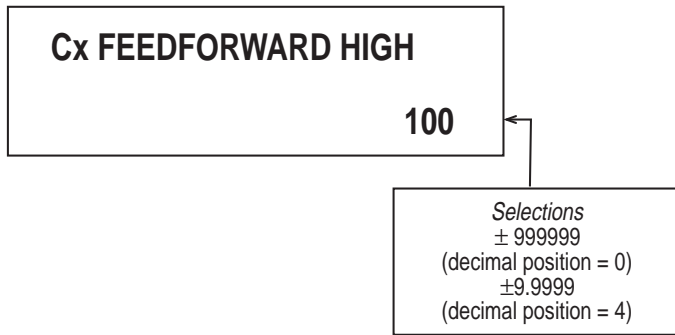 Cx FEEDFORWARD HIGH
100
Selections
± 999999
(decimal position = 0)
±9.9999
(decimal position = 4)